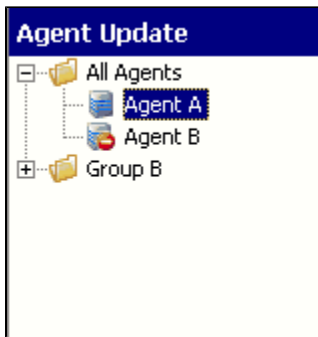 Agent Update
All Agents
Agent A
Agent B
Group B